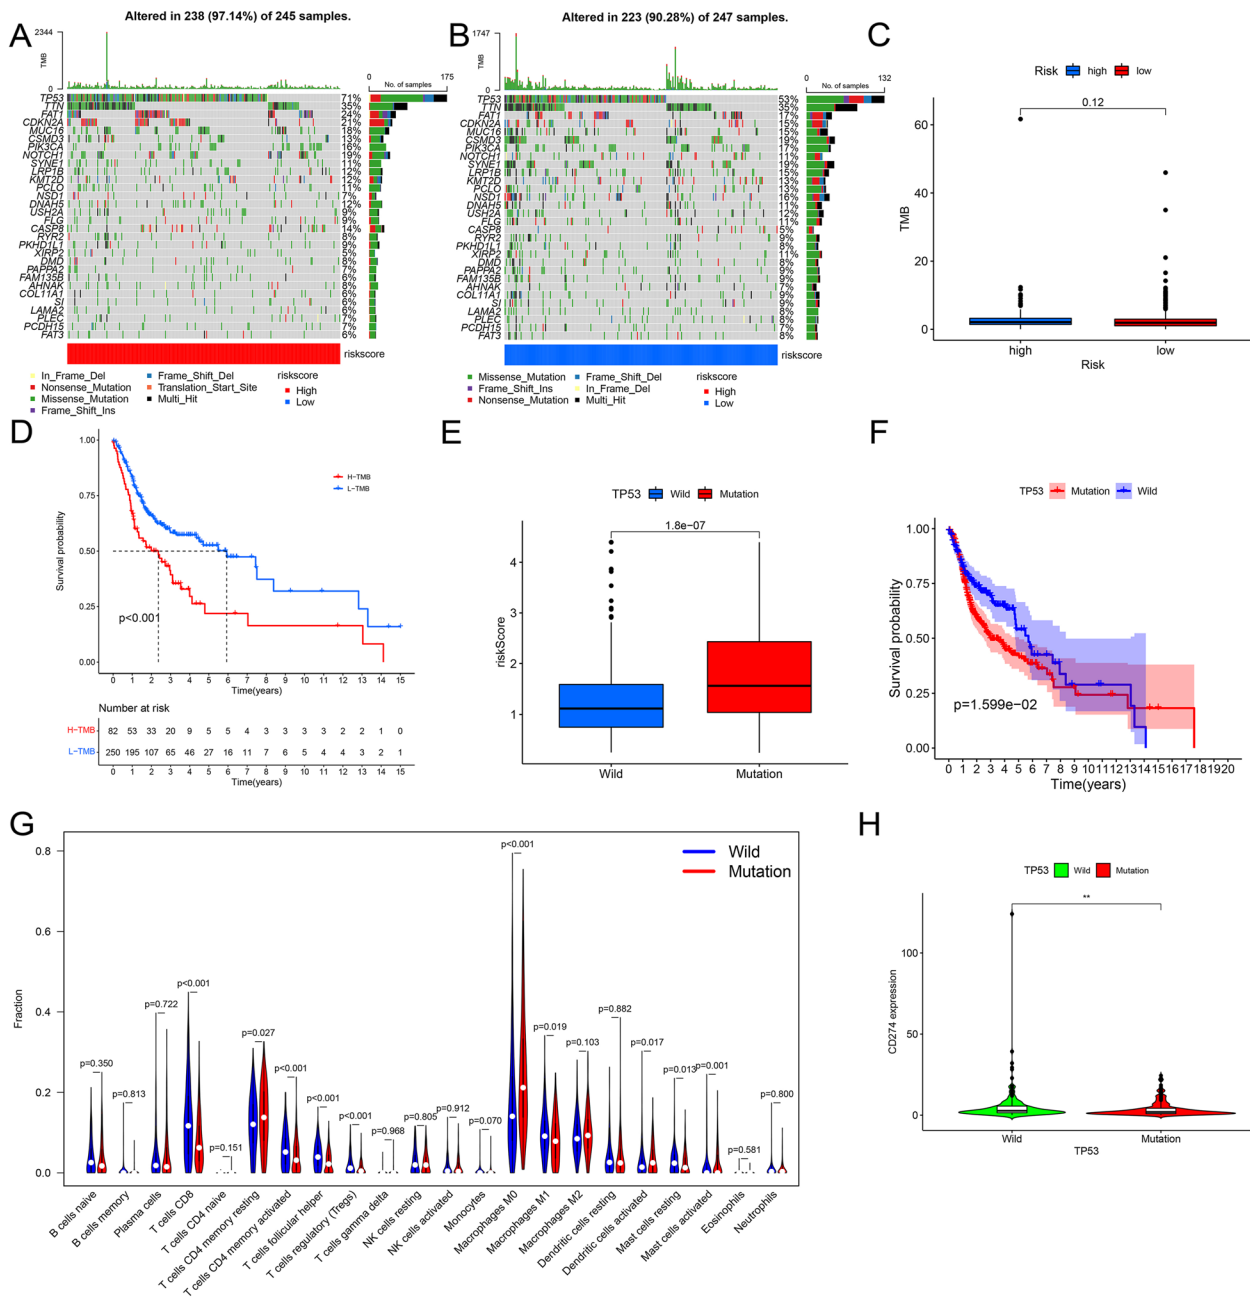 A
Altered in 238 (97.14%) of 245 samples.
2344
TMB
0
0 175
No. of samples
TP53 71%
TTN 35%
FAT1 24%
CDKN2A 21%
MUC16 18%
CSMD3 13%
PIK3CA 16%
NOTCH1 19%
SYNE1 11%
LRP1B 12%
KMT2D 12%
PCLO 11%
NSD1 7%
DNAH5 12%
USH2A 9%
FLG 9%
CASP8 14%
RYR2 8%
PKHD1L1 9%
XIRP2 5%
DMD 8%
PAPPA2 7%
FAM135B 6%
AHNAK 8%
COL11A1 6%
SI 6%
LAMA2 6%
PLEC 7%
PCDH15 7%
FAT3 6%
riskscore
In_Frame_Del
Nonsense_Mutation
Missense_Mutation
Frame_Shift_Ins
Frame_Shift_Del
Translation_Start_Site
Multi_Hit
riskscore
High
Low
B
Altered in 223 (90.28%) of 247 samples.
1747
TMB
0
0 132
No. of samples
TP53 53%
TTN 35%
FAT1 17%
CDKN2A 15%
MUC16 15%
CSMD3 19%
PIK3CA 17%
NOTCH1 11%
SYNE1 19%
LRP1B 15%
KMT2D 13%
PCLO 13%
NSD1 16%
DNAH5 11%
USH2A 12%
FLG 11%
CASP8 5%
RYR2 9%
PKHD1L1 8%
XIRP2 11%
DMD 8%
PAPPA2 9%
FAM135B 9%
AHNAK 7%
COL11A1 8%
SI 9%
LAMA2 8%
PLEC 8%
PCDH15 7%
FAT3 8%
riskscore
Missense_Mutation
Frame_Shift_Ins
Nonsense_Mutation
Frame_Shift_Del
In_Frame_Del
Multi_Hit
riskscore
High
Low
C
Risk high low
0.12
60
40
20
0
TMB
high low
Risk
D
H-TMB
L-TMB
1.00
0.75
0.50
0.25
0.00
Survival probability
p<0.001
0 1 2 3 4 5 6 7 8 9 10 11 12 13 14 15
Time(years)
Number at risk
H-TMB 82 53 33 20 9 5 5 4 3 3 3 3 2 2 1 0
L-TMB 250 195 107 65 46 27 16 11 7 6 5 4 4 3 2 1
0 1 2 3 4 5 6 7 8 9 10 11 12 13 14 15
Time(years)
E
TP53 Wild Mutation
1.8e-07
4
3
2
1
riskScore
Wild Mutation
F
TP53 Mutation Wild
1.00
0.75
0.50
0.25
0.00
Survival probability
p=1.599e-02
0 1 2 3 4 5 6 7 8 9 1011121314151617181920
Time(years)
G
Wild
Mutation
0.8
0.6
0.4
0.2
0.0
Fraction
p=0.350
p=0.813
p=0.722
p<0.001
p=0.151
p=0.027
p<0.001
p<0.001
p<0.001
p=0.968
p=0.805
p=0.912
p=0.070
p<0.001
p=0.019
p=0.103
p=0.882
p=0.017
p=0.013
p=0.001
p=0.581
p=0.800
B cells naive
B cells memory
Plasma cells
T cells CD8
T cells CD4 naive
T cells CD4 memory resting
T cells CD4 memory activated
T cells follicular helper
T cells regulatory (Tregs)
T cells gamma delta
NK cells resting
NK cells activated
Monocytes
Macrophages M0
Macrophages M1
Macrophages M2
Dendritic cells resting
Dendritic cells activated
Mast cells resting
Mast cells activated
Eosinophils
Neutrophils
H
TP53 Wild Mutation
**
100
50
0
CD274 expression
Wild Mutation
TP53